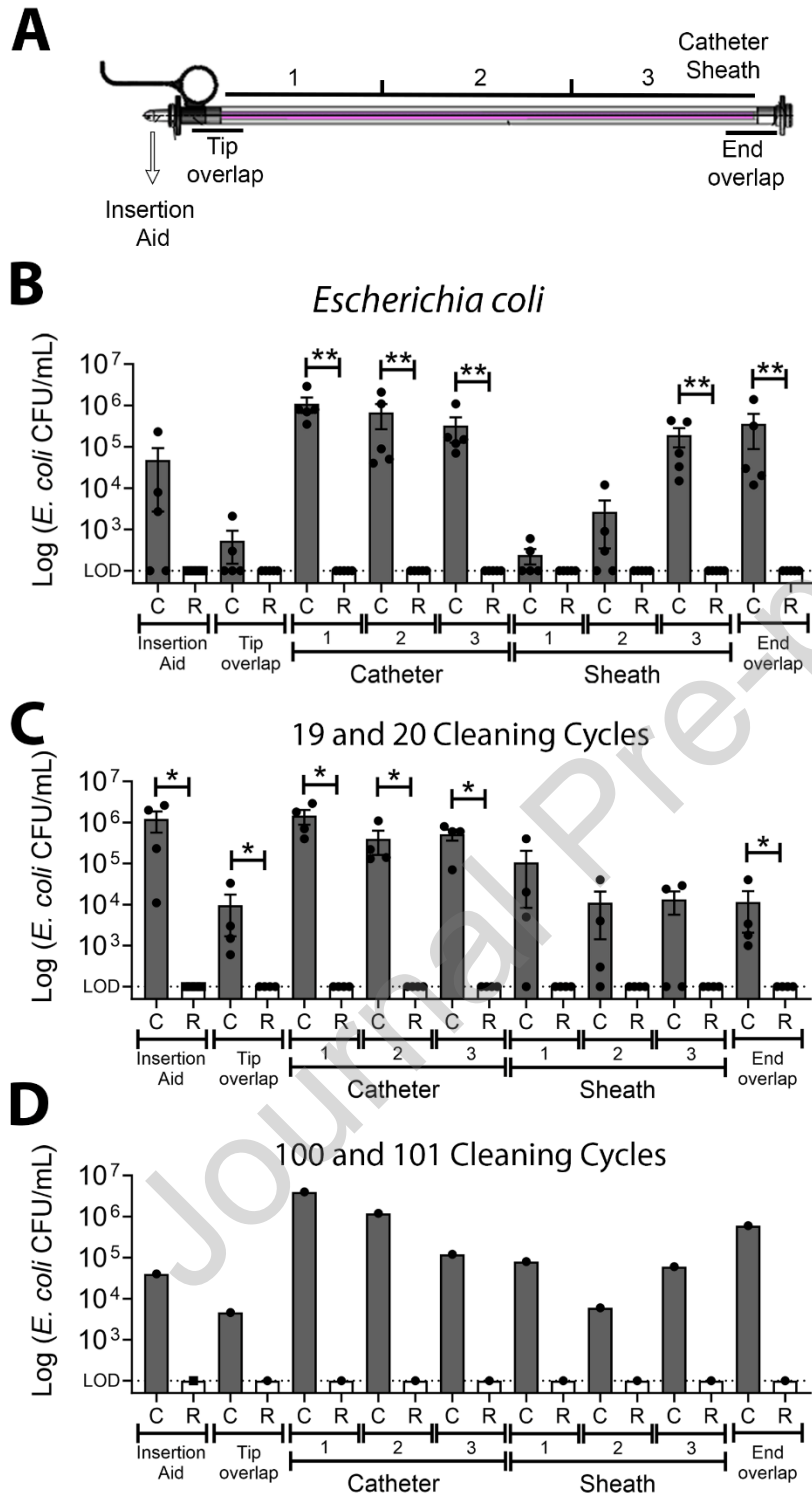 A
1 2 3 Catheter
Sheath
Tip
overlap
End
overlap
Insertion
Aid
B
Escherichia coli
Log (E. coli CFU/mL)
10⁷
10⁶
10⁵
10⁴
10³
LOD
** ** ** ** **
C R C R C R C R C R C R C R C R C R
Insertion
Aid
Tip
overlap
1 2 3
Catheter
1 2 3
Sheath
End
overlap
C
19 and 20 Cleaning Cycles
Log (E. coli CFU/mL)
10⁷
10⁶
10⁵
10⁴
10³
LOD
* * * * * *
C R C R C R C R C R C R C R C R C R
Insertion
Aid
Tip
overlap
1 2 3
Catheter
1 2 3
Sheath
End
overlap
D
100 and 101 Cleaning Cycles
Log (E. coli CFU/mL)
10⁷
10⁶
10⁵
10⁴
10³
LOD
C R C R C R C R C R C R C R C R C R
Insertion
Aid
Tip
overlap
1 2 3
Catheter
1 2 3
Sheath
End
overlap
Journal Pre-p